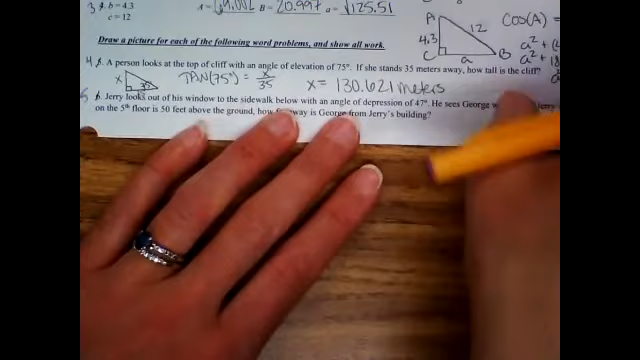 3. b = 4.3 A = 69.002 B = 20.997 a = √125.51
c = 12
A 12 4.3 C a B
COS(A) =
a² +
a² + 18
Draw a picture for each of the following word problems, and show all work.
4. A person looks at the top of cliff with an angle of elevation of 75°. If she stands 35 meters away, how tall is the cliff?
x 35 TAN(75°) = x/35 x = 130.621 meters
5. Jerry looks out of his window to the sidewalk below with an angle of depression of 47°. He sees George
on the 5th floor is 50 feet above the ground, how away is George from Jerry's building?